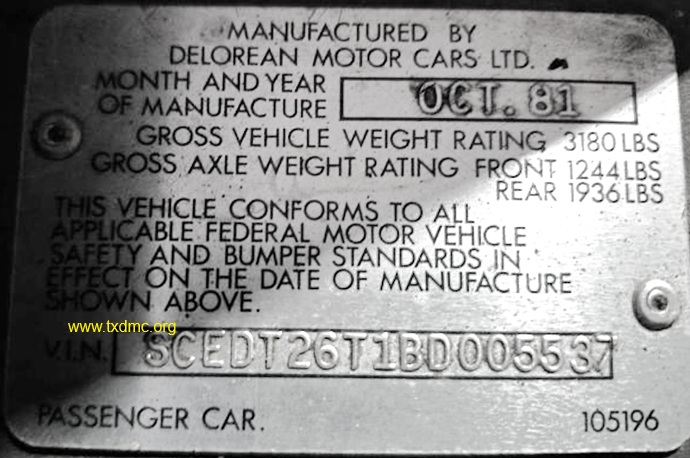 MANUFACTURED BY
DELOREAN MOTOR CARS LTD.
MONTH AND YEAR
OF MANUFACTURE OCT. 81
GROSS VEHICLE WEIGHT RATING 3180 LBS
GROSS AXLE WEIGHT RATING FRONT 1244 LBS
REAR 1936 LBS
THIS VEHICLE CONFORMS TO ALL
APPLICABLE FEDERAL MOTOR VEHICLE
SAFETY AND BUMPER STANDARDS IN
EFFECT ON THE DATE OF MANUFACTURE
SHOWN ABOVE.
www.txdmc.org
V.I.N. SCEDT26T1BD005537
PASSENGER CAR. 105196